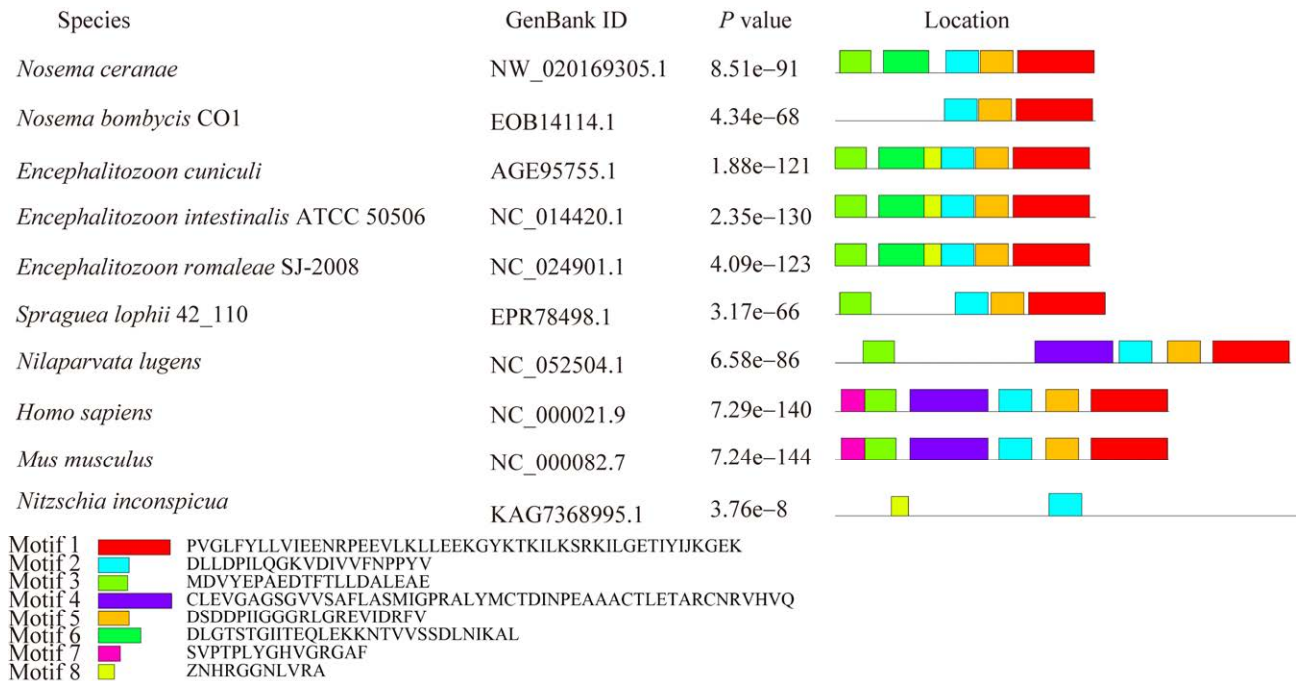 Species GenBank ID P value Location
Nosema ceranae NW_020169305.1 8.51e−91
Nosema bombycis CO1 EOB14114.1 4.34e−68
Encephalitozoon cuniculi AGE95755.1 1.88e−121
Encephalitozoon intestinalis ATCC 50506 NC_014420.1 2.35e−130
Encephalitozoon romaleae SJ-2008 NC_024901.1 4.09e−123
Spraguea lophii 42_110 EPR78498.1 3.17e−66
Nilaparvata lugens NC_052504.1 6.58e−86
Homo sapiens NC_000021.9 7.29e−140
Mus musculus NC_000082.7 7.24e−144
Nitzschia inconspicua KAG7368995.1 3.76e−8
Motif 1 PVGLFYLLVIEENRPEEVLKLLEEKGYKTKILKSRKILGETIYIJKGEK
Motif 2 DLLDPILQGKVDIVVFNPPYV
Motif 3 MDVYEPAEDTFTLLDALEAE
Motif 4 CLEVGAGSGVVSAFLASMIGPRALYMCTDINPEAAACTLETARCNRVHVQ
Motif 5 DSDDPIIGGGRLGREVIDRFV
Motif 6 DLGTSTGIITEQLEKKNTVVSSDLNIKAL
Motif 7 SVPTPLYGHVGRGAF
Motif 8 ZNHRGGNLVRA